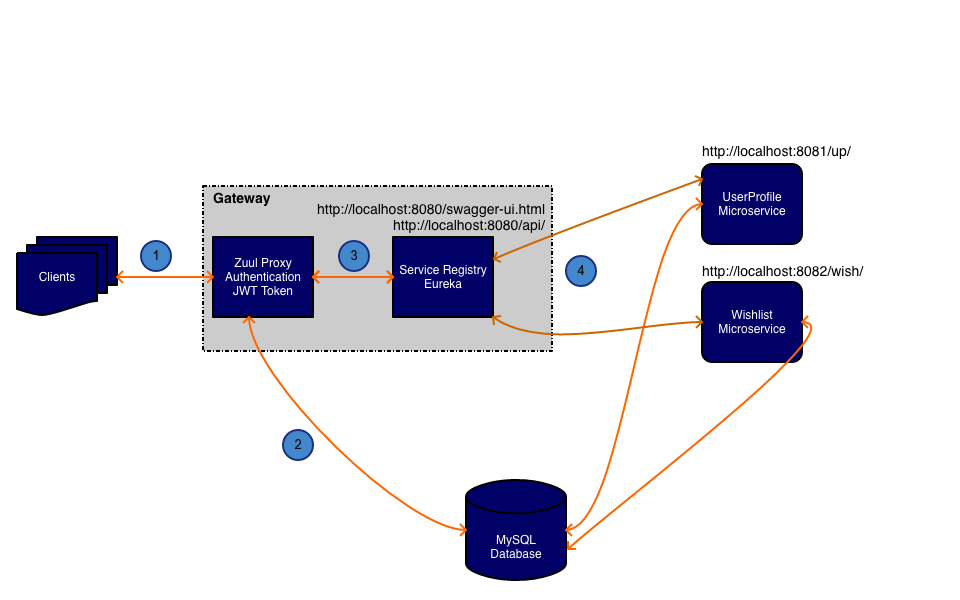 http://localhost:8081/up/
UserProfile
Microservice
Gateway
http://localhost:8080/swagger-ui.html
http://localhost:8080/api/
Clients
1
Zuul Proxy
Authentication
JWT Token
3
Service Registry
Eureka
4
http://localhost:8082/wish/
Wishlist
Microservice
2
MySQL
Database